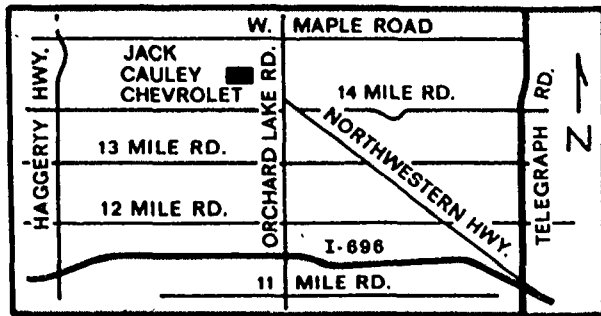 W. MAPLE ROAD
JACK
CAULEY
CHEVROLET
HAGGERTY HWY.
ORCHARD LAKE RD.
14 MILE RD.
TELEGRAPH RD.
N
13 MILE RD.
NORTHWESTERN HWY.
12 MILE RD.
I-696
11 MILE RD.